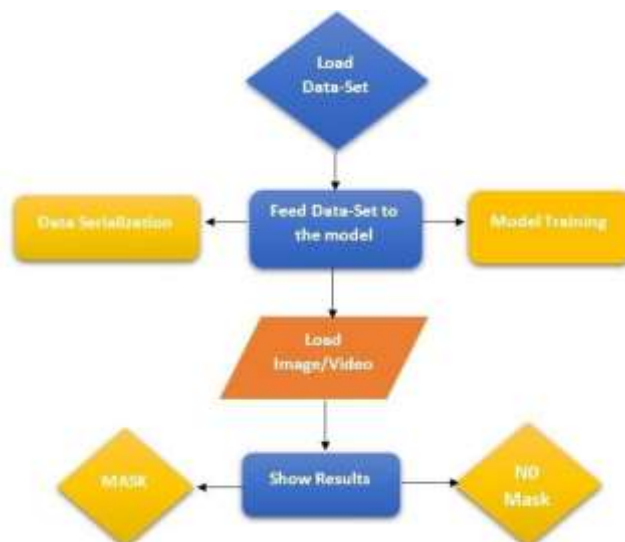 Load
Data-Set
Data Serialization
Feed Data-Set to
the model
Model Training
Load
Image/Video
MASK
Show Results
NO
Mask